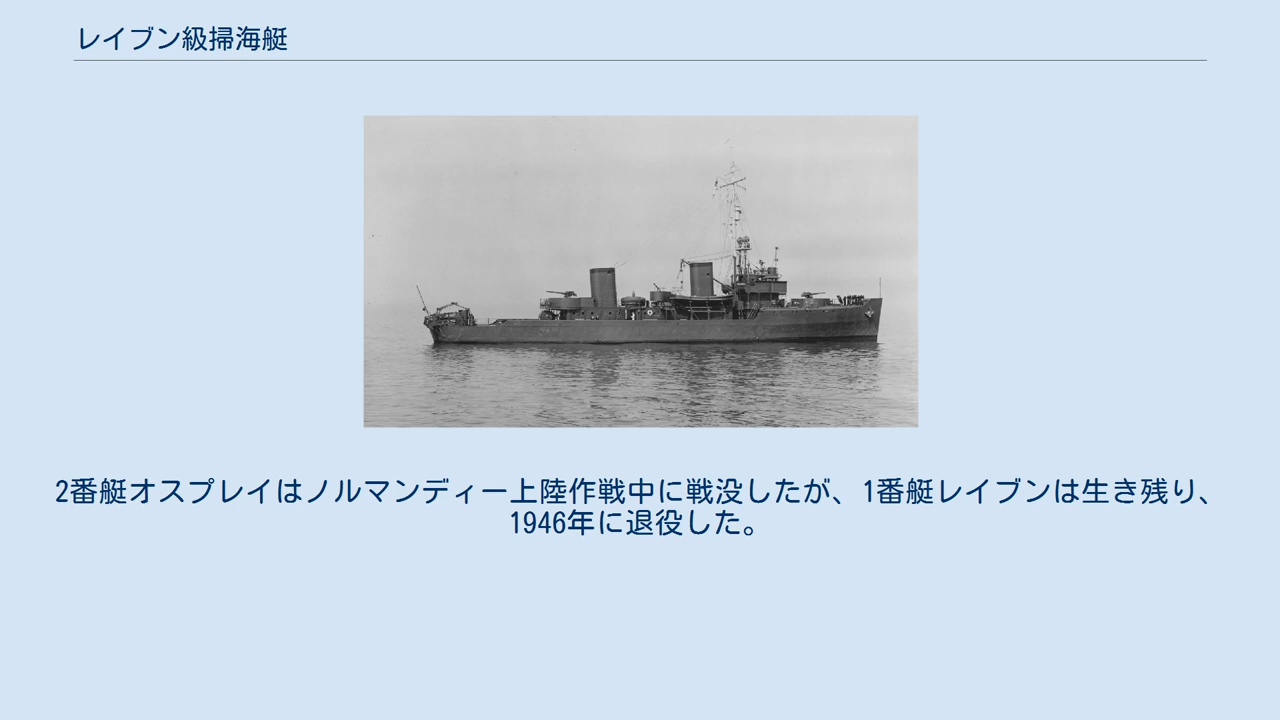 レイブン級掃海艇
2番艇オスプレイはノルマンディー上陸作戦中に戦没したが、1番艇レイブンは生き残り、
1946年に退役した。